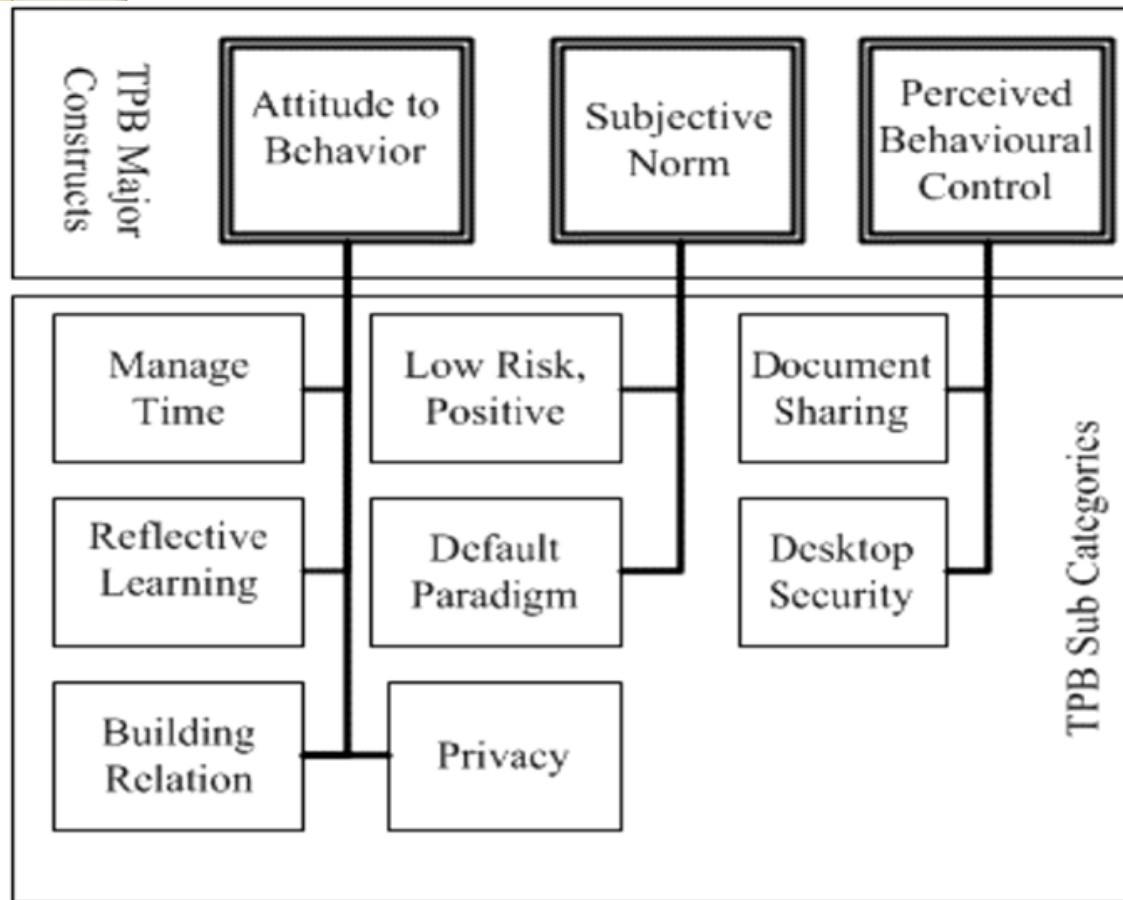 TPB Major
Constructs
Attitude to
Behavior
Subjective
Norm
Perceived
Behavioural
Control
Manage
Time
Low Risk,
Positive
Document
Sharing
Reflective
Learning
Default
Paradigm
Desktop
Security
Building
Relation
Privacy
TPB Sub Categories